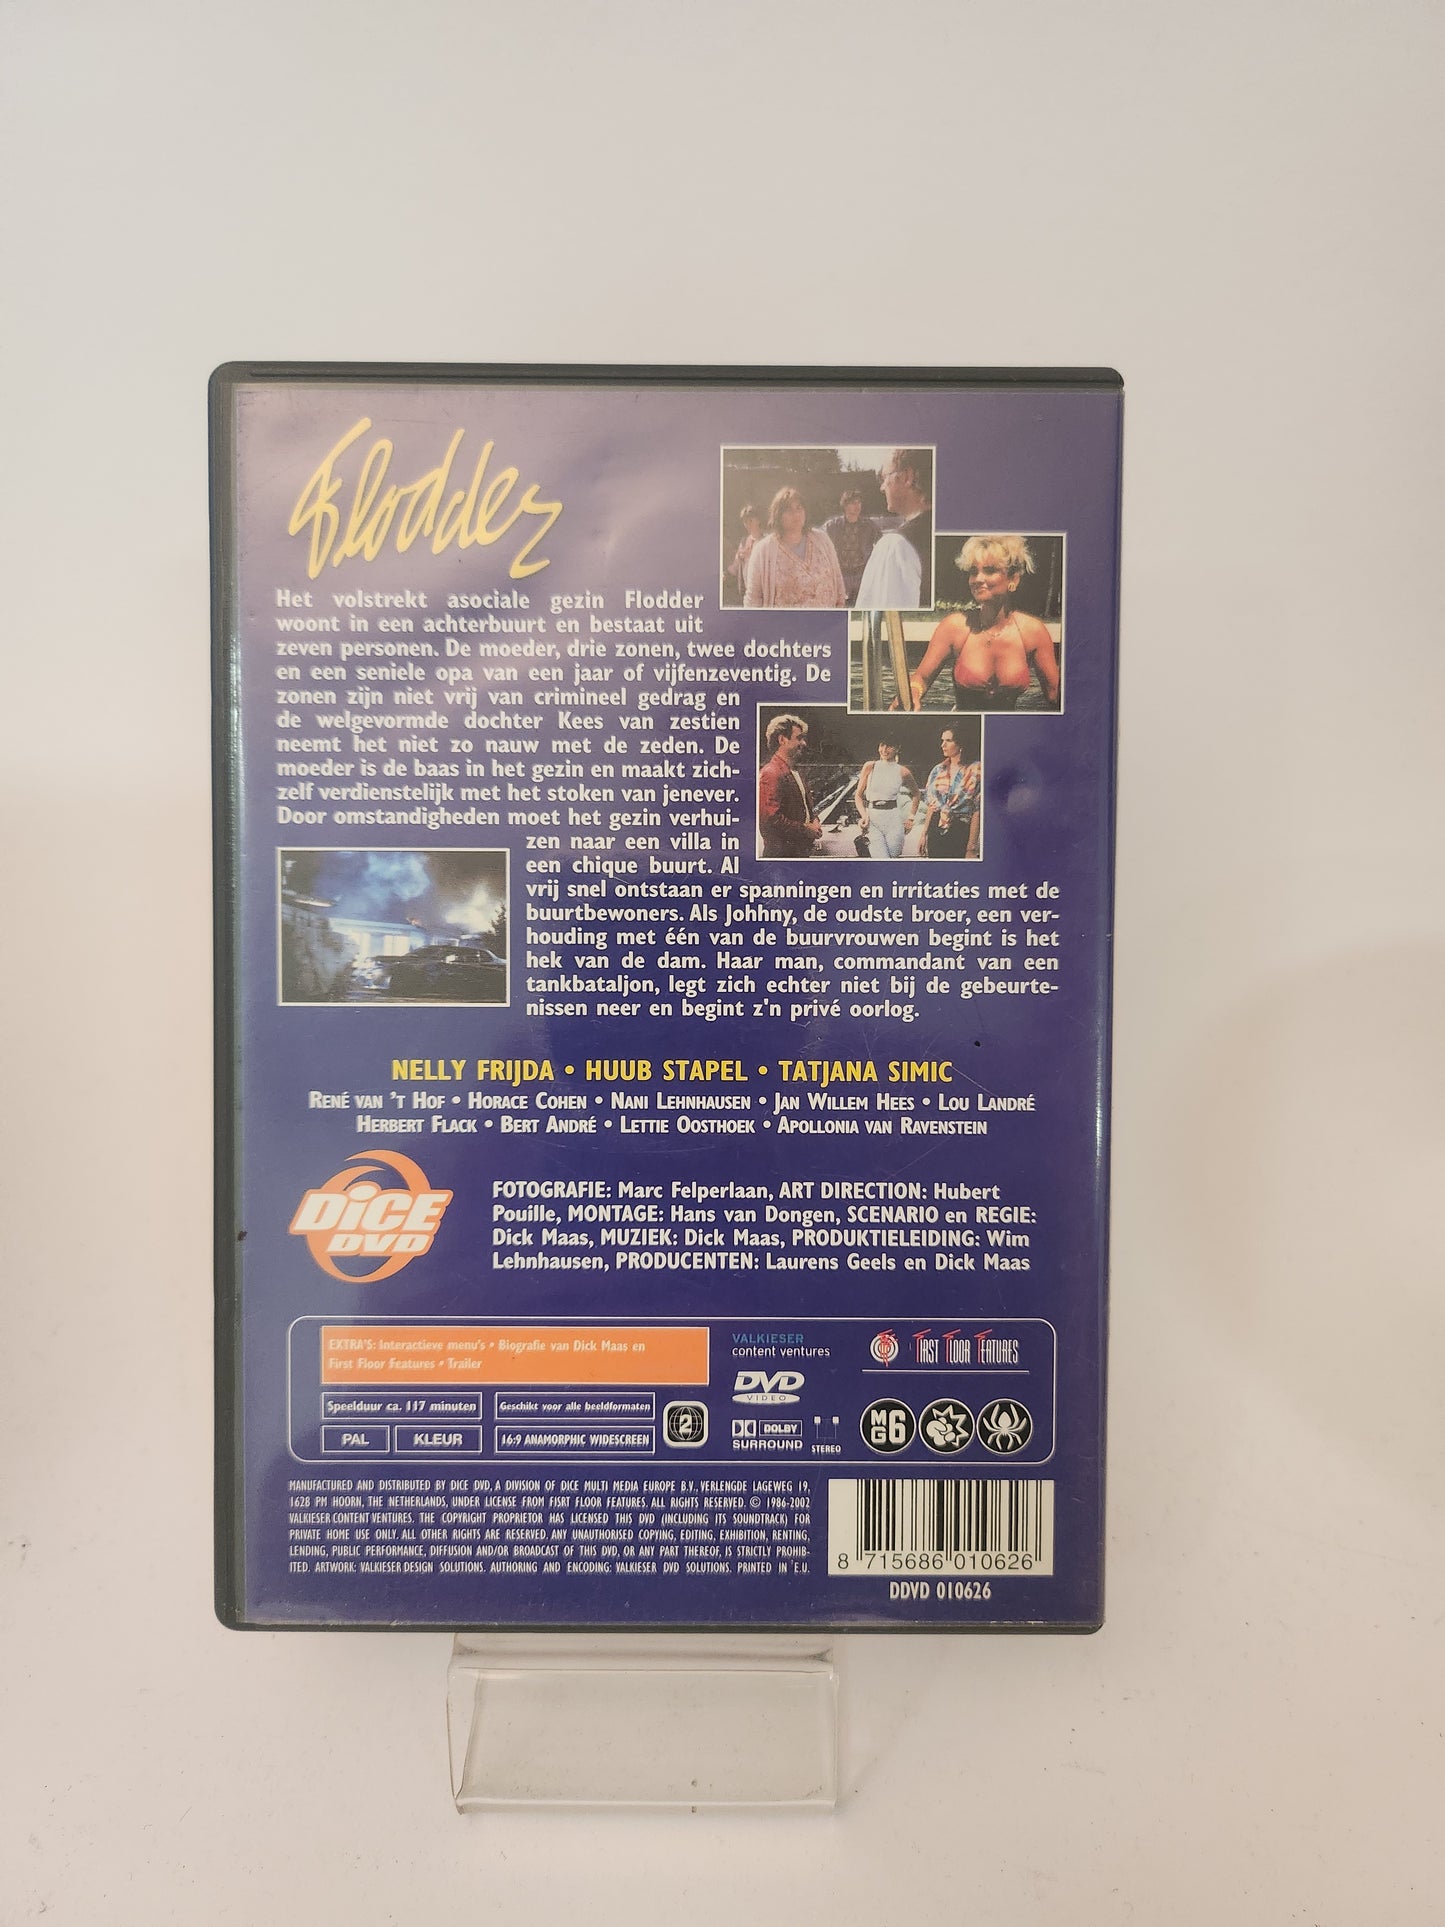 Flodder
Het volstrekt asociale gezin Flodder
woont in een achterbuurt en bestaat uit
zeven personen. De moeder, drie zonen, twee dochters
en een seniele opa van een jaar of vijfenzeventig. De
zonen zijn niet vrij van crimineel gedrag en
de welgevormde dochter Kees van zestien
neemt het niet zo nauw met de zeden. De
moeder is de baas in het gezin en maakt zich-
zelf verdienstelijk met het stoken van jenever.
Door omstandigheden moet het gezin verhui-
zen naar een villa in
een chique buurt. Al
vrij snel ontstaan er spanningen en irritaties met de
buurtbewoners. Als Johhny, de oudste broer, een ver-
houding met één van de buurvrouwen begint is het
hek van de dam. Haar man, commandant van een
tankbataljon, legt zich echter niet bij de gebeurte-
nissen neer en begint z'n privé oorlog.
NELLY FRIJDA • HUUB STAPEL • TATJANA SIMIC
RENÉ VAN 'T HOF • HORACE COHEN • NANI LEHNHAUSEN • JAN WILLEM HEES • LOU LANDRÉ
HERBERT FLACK • BERT ANDRÉ • LETTIE OOSTHOEK • APOLLONIA VAN RAVENSTEIN
DiCE
DVD
FOTOGRAFIE: Marc Felperlaan, ART DIRECTION: Hubert
Pouille, MONTAGE: Hans van Dongen, SCENARIO en REGIE:
Dick Maas, MUZIEK: Dick Maas, PRODUKTIELEIDING: Wim
Lehnhausen, PRODUCENTEN: Laurens Geels en Dick Maas
EXTRA'S: Interactieve menu's • Biografie van Dick Maas en
First Floor Features • Trailer
Speelduur ca. 117 minuten
Geschikt voor alle beeldformaten
PAL
KLEUR
16:9 ANAMORPHIC WIDESCREEN
2
VALKIESER
content ventures
DVD
VIDEO
DOLBY
SURROUND
STEREO
FIRST FLOOR FEATURES
MG6
MANUFACTURED AND DISTRIBUTED BY DICE DVD, A DIVISION OF DICE MULTI MEDIA EUROPE B.V., VERLENGDE LAGEWEG 19,
1628 PM HOORN, THE NETHERLANDS, UNDER LICENSE FROM FISRT FLOOR FEATURES. ALL RIGHTS RESERVED. © 1986-2002
VALKIESER CONTENT VENTURES. THE COPYRIGHT PROPRIETOR HAS LICENSED THIS DVD (INCLUDING ITS SOUNDTRACK) FOR
PRIVATE HOME USE ONLY. ALL OTHER RIGHTS ARE RESERVED. ANY UNAUTHORISED COPYING, EDITING, EXHIBITION, RENTING,
LENDING, PUBLIC PERFORMANCE, DIFFUSION AND/OR BROADCAST OF THIS DVD, OR ANY PART THEREOF, IS STRICTLY PROHIB-
ITED. ARTWORK: VALKIESER DESIGN SOLUTIONS. AUTHORING AND ENCODING: VALKIESER DVD SOLUTIONS. PRINTED IN E.U.
8 715686 010626
DDVD 010626